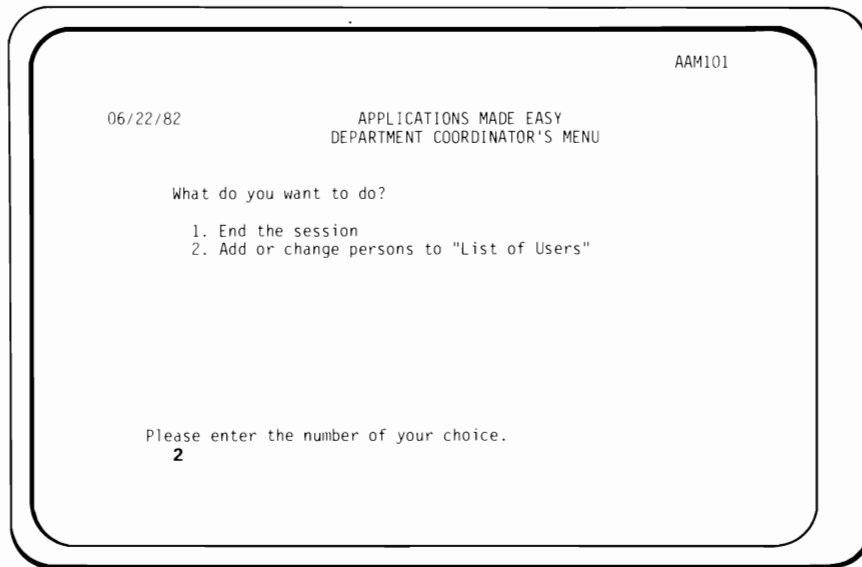 AAM101
06/22/82 APPLICATIONS MADE EASY
DEPARTMENT COORDINATOR'S MENU
What do you want to do?
1. End the session
2. Add or change persons to "List of Users"
Please enter the number of your choice.
2